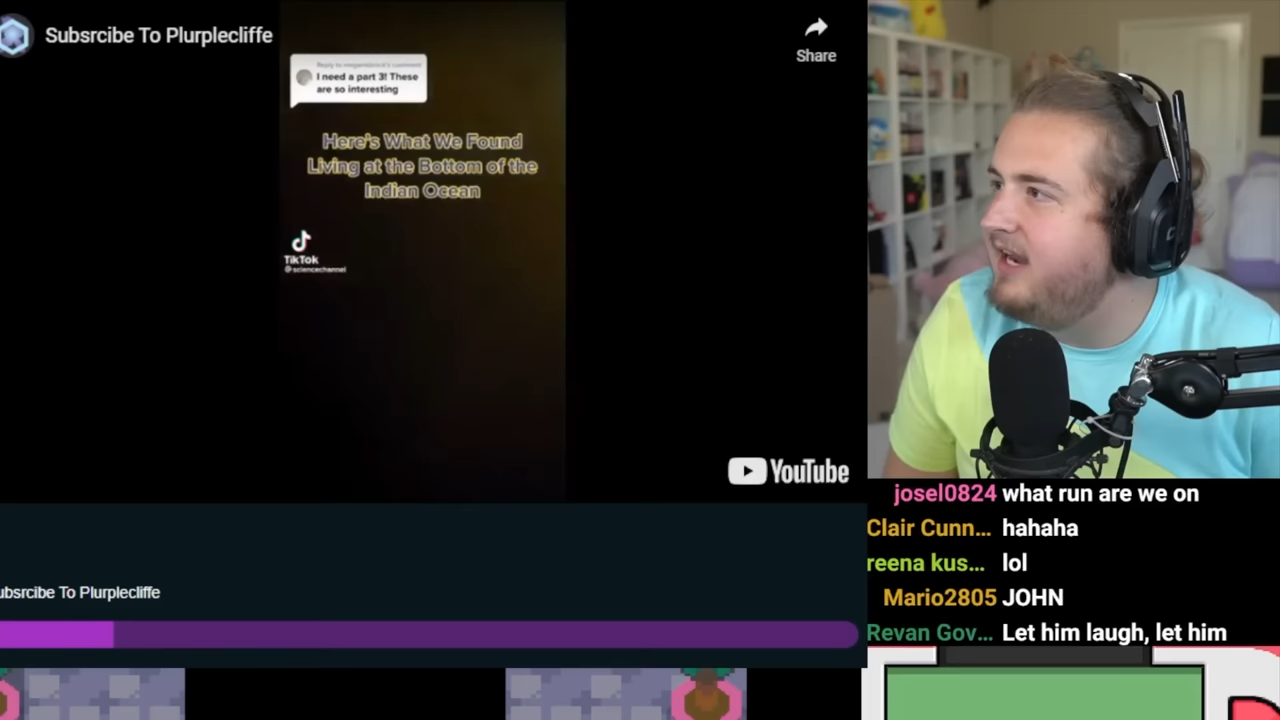 Subsrcibe To Plurplecliffe
Share
I need a part 3! These
are so interesting
Here's What We Found
Living at the Bottom of the
Indian Ocean
TikTok
@sciencechannel
YouTube
ubsrcibe To Plurplecliffe
josel0824 what run are we on
Clair Cunn... hahaha
reena kus... lol
Mario2805 JOHN
Revan Gov... Let him laugh, let him